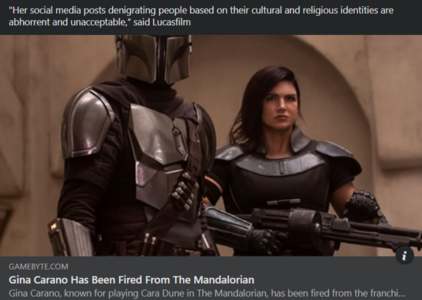 "Her social media posts denigrating people based on their cultural and religious identities are
abhorrent and unacceptable," said Lucasfilm
i
GAMEBYTE.COM
Gina Carano Has Been Fired From The Mandalorian
Gina Carano, known for playing Cara Dune in The Mandalorian, has been fired from the franchi...